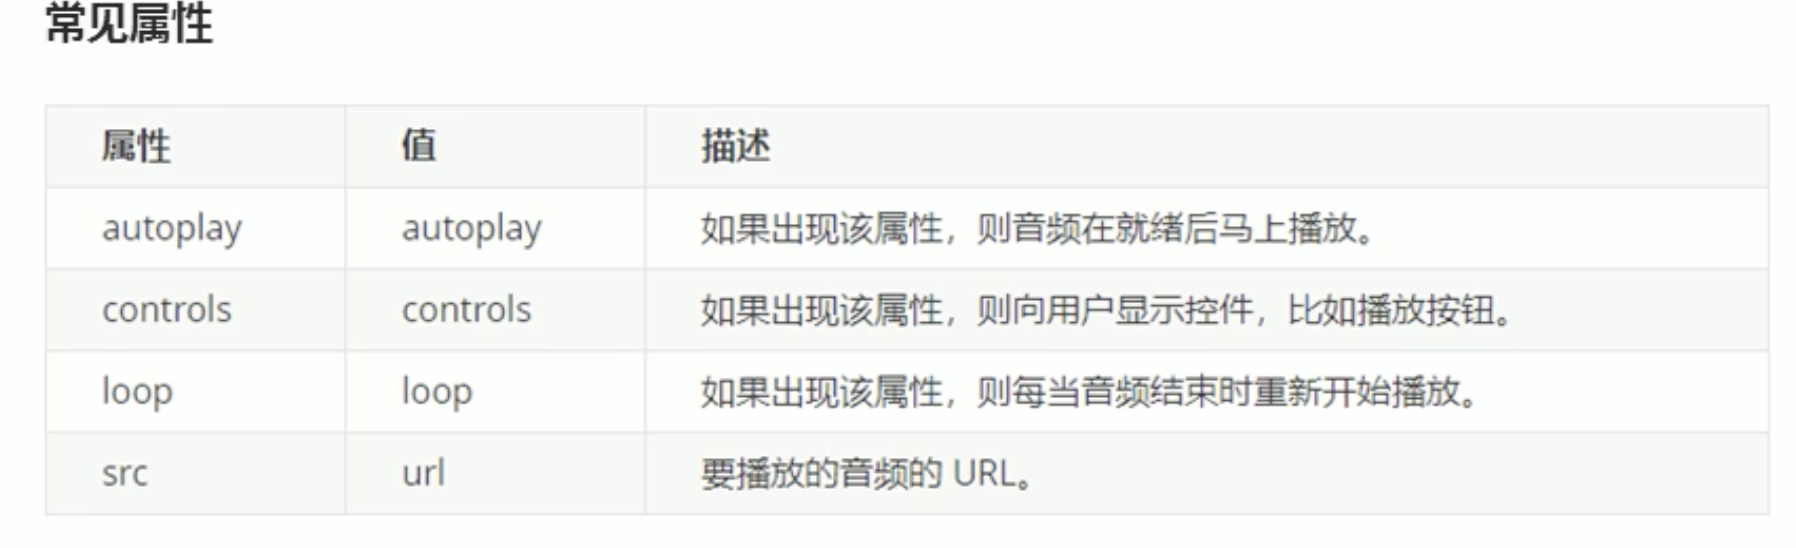 常见属性
属性 值 描述
autoplay autoplay 如果出现该属性，则音频在就绪后马上播放。
controls controls 如果出现该属性，则向用户显示控件，比如播放按钮。
loop loop 如果出现该属性，则每当音频结束时重新开始播放。
src url 要播放的音频的 URL。